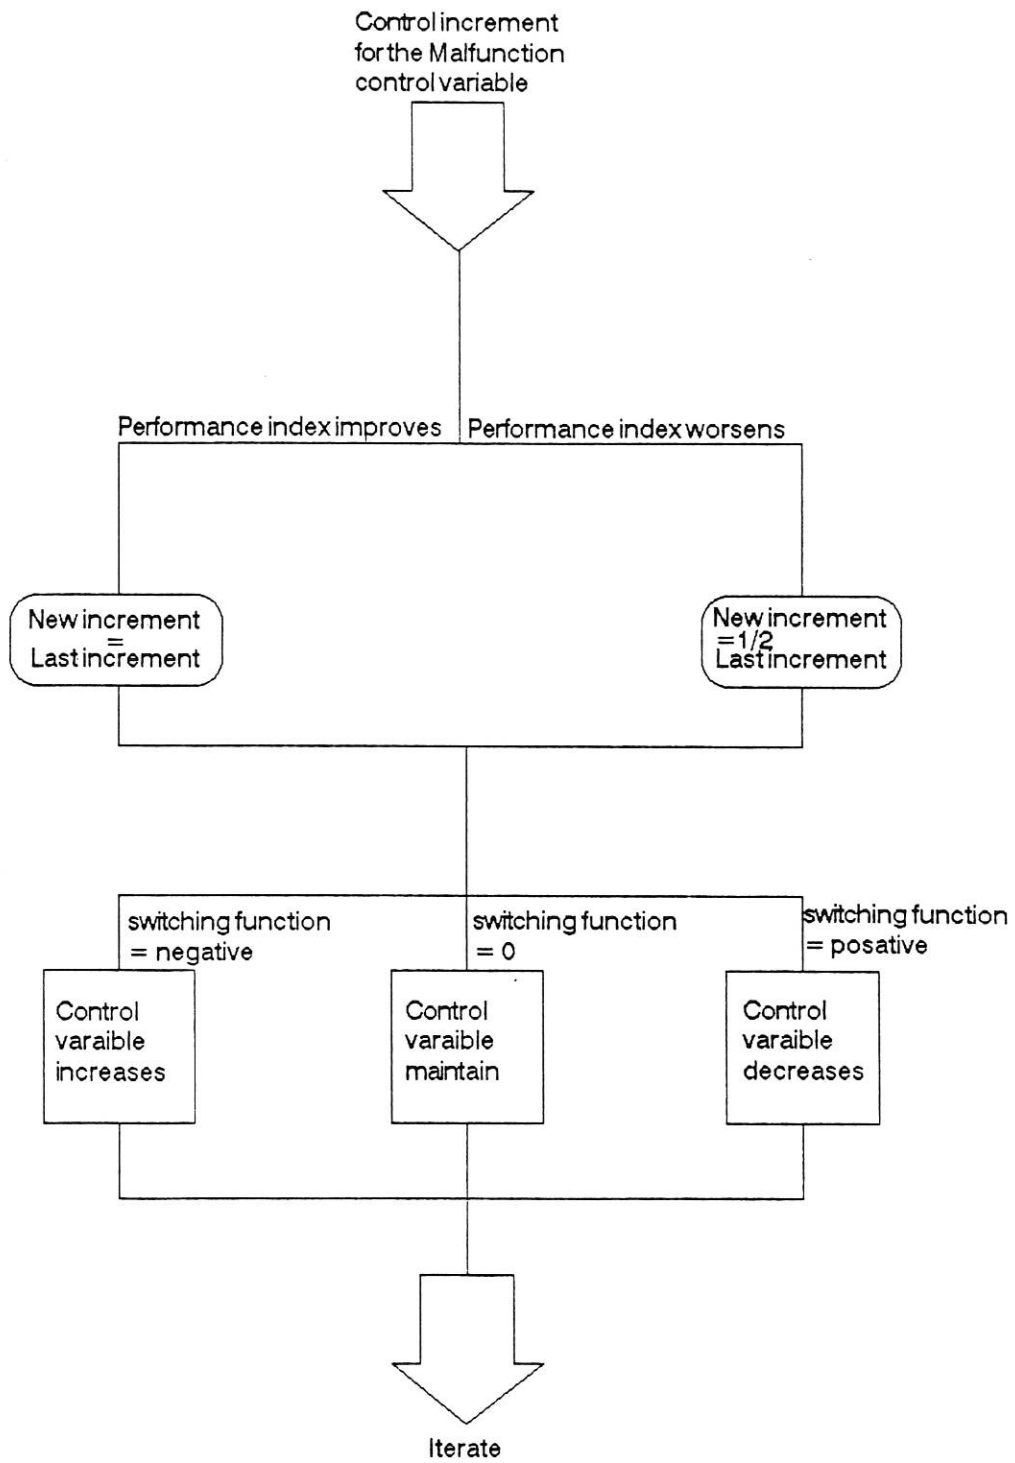 Control increment
for the Malfunction
control variable
Performance index improves
Performance index worsens
New increment
=
Last increment
New increment
=1/2
Last increment
switching function
= negative
switching function
= 0
switching function
= posative
Control
varaible
increases
Control
varaible
maintain
Control
varaible
decreases
Iterate